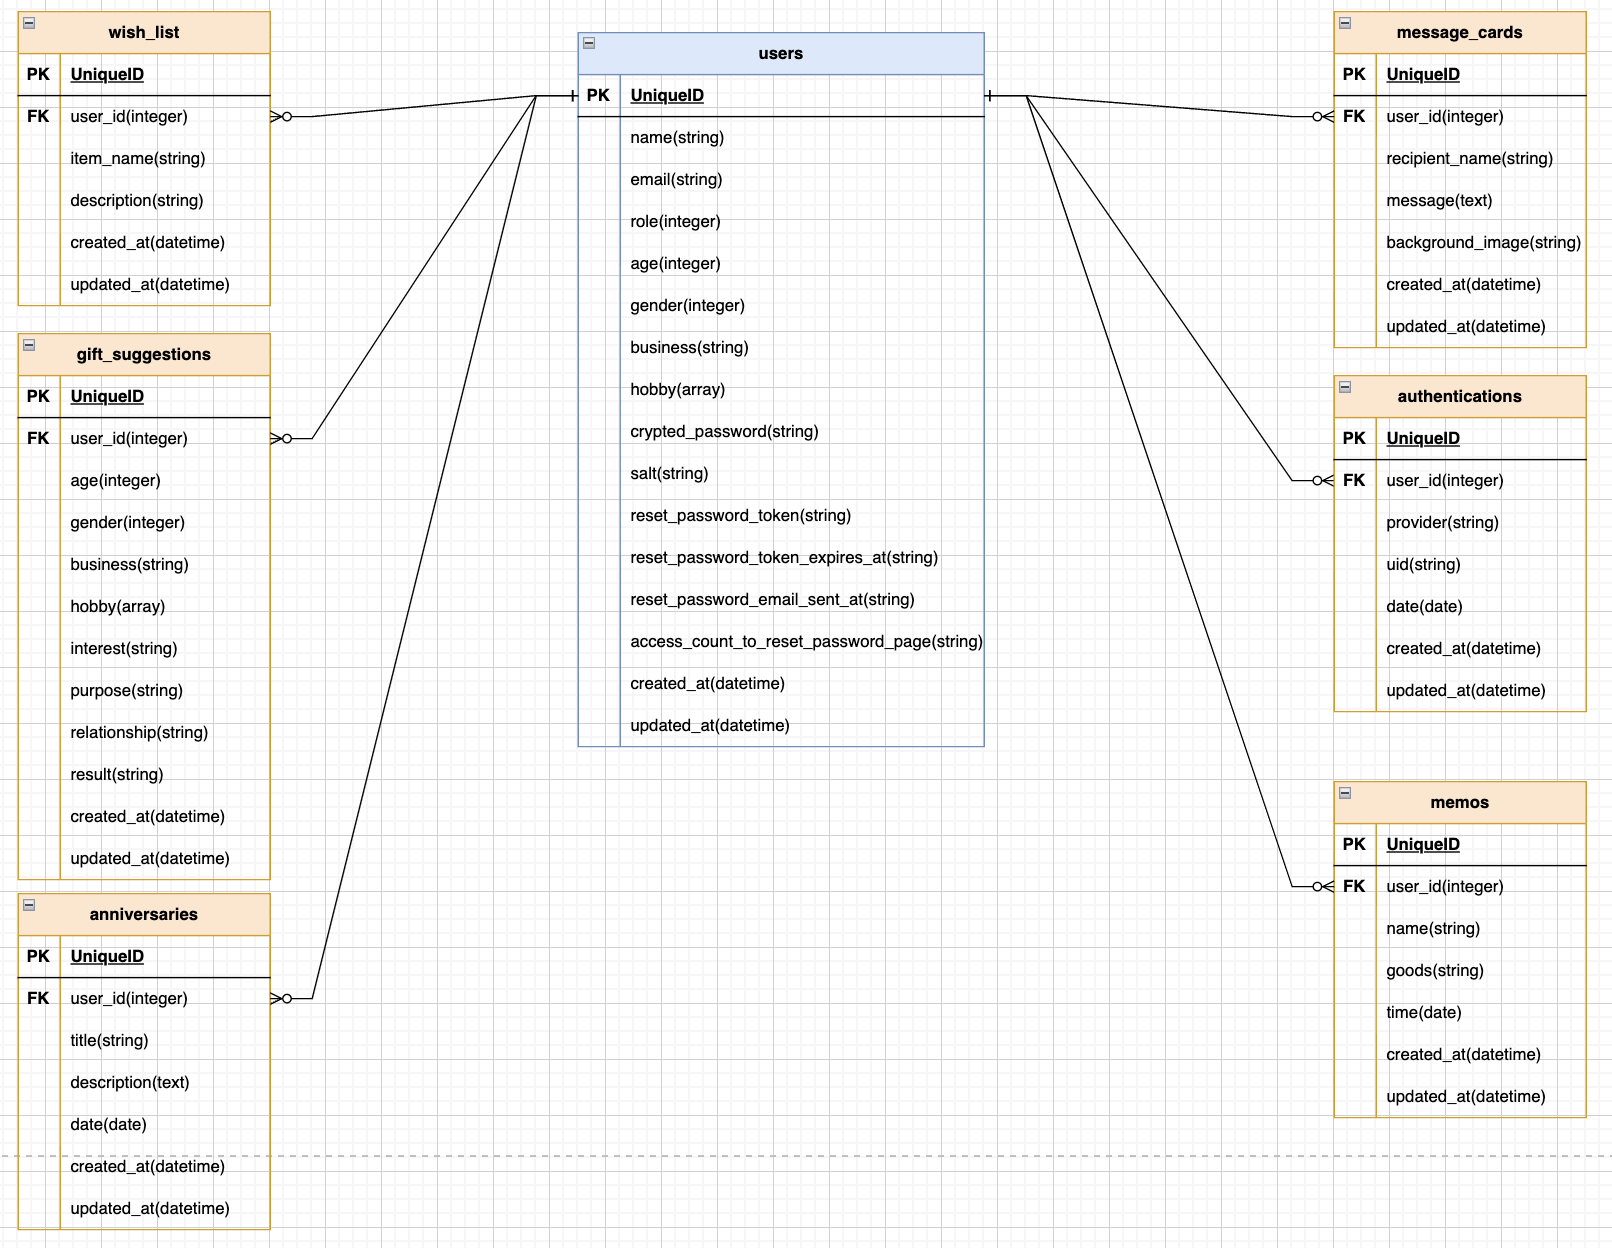 wish_list
PK UniqueID
FK user_id(integer)
item_name(string)
description(string)
created_at(datetime)
updated_at(datetime)
gift_suggestions
PK UniqueID
FK user_id(integer)
age(integer)
gender(integer)
business(string)
hobby(array)
interest(string)
purpose(string)
relationship(string)
result(string)
created_at(datetime)
updated_at(datetime)
anniversaries
PK UniqueID
FK user_id(integer)
title(string)
description(text)
date(date)
created_at(datetime)
updated_at(datetime)
users
PK UniqueID
name(string)
email(string)
role(integer)
age(integer)
gender(integer)
business(string)
hobby(array)
crypted_password(string)
salt(string)
reset_password_token(string)
reset_password_token_expires_at(string)
reset_password_email_sent_at(string)
access_count_to_reset_password_page(string)
created_at(datetime)
updated_at(datetime)
message_cards
PK UniqueID
FK user_id(integer)
recipient_name(string)
message(text)
background_image(string)
created_at(datetime)
updated_at(datetime)
authentications
PK UniqueID
FK user_id(integer)
provider(string)
uid(string)
date(date)
created_at(datetime)
updated_at(datetime)
memos
PK UniqueID
FK user_id(integer)
name(string)
goods(string)
time(date)
created_at(datetime)
updated_at(datetime)